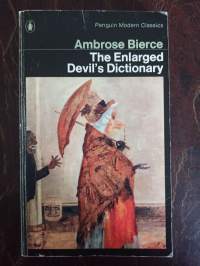 Penguin Modern Classics
Ambrose Bierce
The Enlarged
Devil's Dictionary